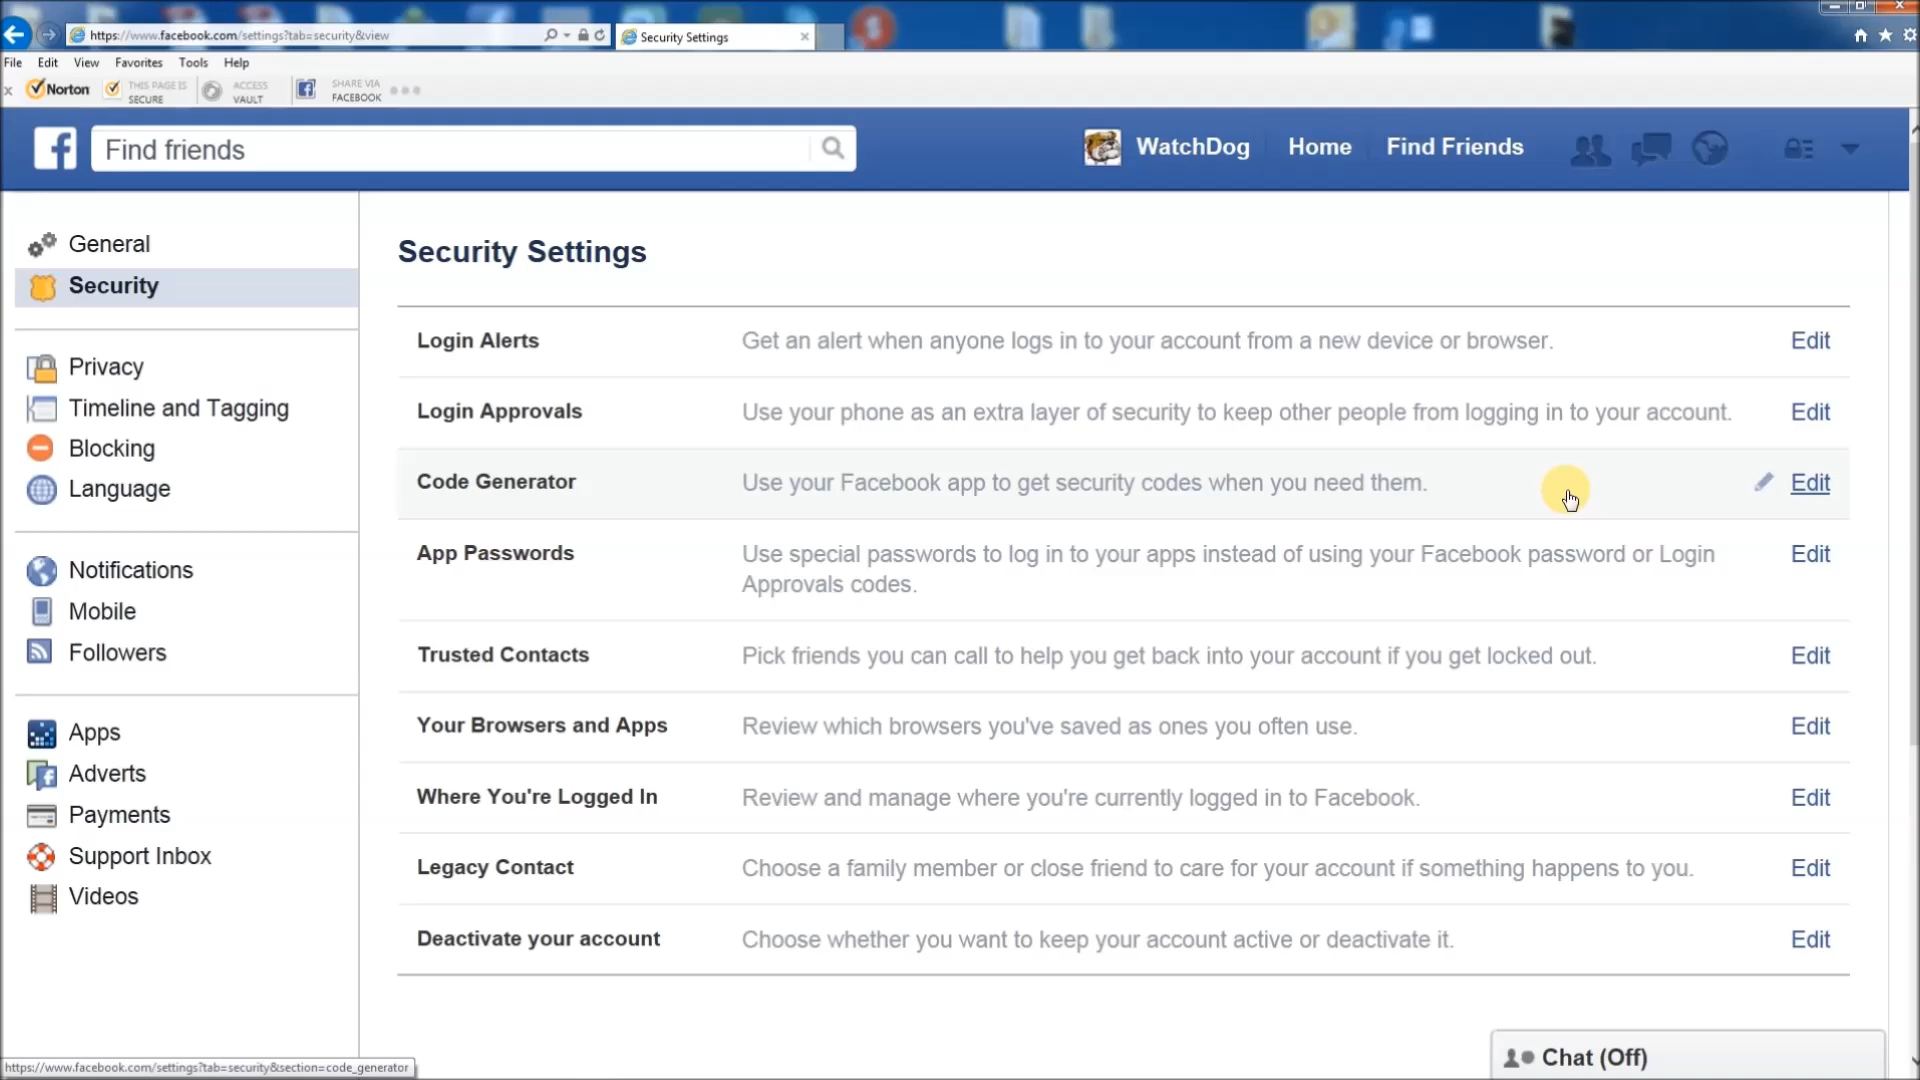 https://www.facebook.com/settings?tab=security&view
Security Settings
File Edit View Favorites Tools Help
Norton THIS PAGE IS SECURE ACCESS VAULT SHARE VIA FACEBOOK
Find friends
WatchDog Home Find Friends
General
Security
Privacy
Timeline and Tagging
Blocking
Language
Notifications
Mobile
Followers
Apps
Adverts
Payments
Support Inbox
Videos
Security Settings
Login Alerts Get an alert when anyone logs in to your account from a new device or browser. Edit
Login Approvals Use your phone as an extra layer of security to keep other people from logging in to your account. Edit
Code Generator Use your Facebook app to get security codes when you need them. Edit
App Passwords Use special passwords to log in to your apps instead of using your Facebook password or Login Edit
Approvals codes.
Trusted Contacts Pick friends you can call to help you get back into your account if you get locked out. Edit
Your Browsers and Apps Review which browsers you've saved as ones you often use. Edit
Where You're Logged In Review and manage where you're currently logged in to Facebook. Edit
Legacy Contact Choose a family member or close friend to care for your account if something happens to you. Edit
Deactivate your account Choose whether you want to keep your account active or deactivate it. Edit
Chat (Off)
https://www.facebook.com/settings?tab=security&section=code_generator